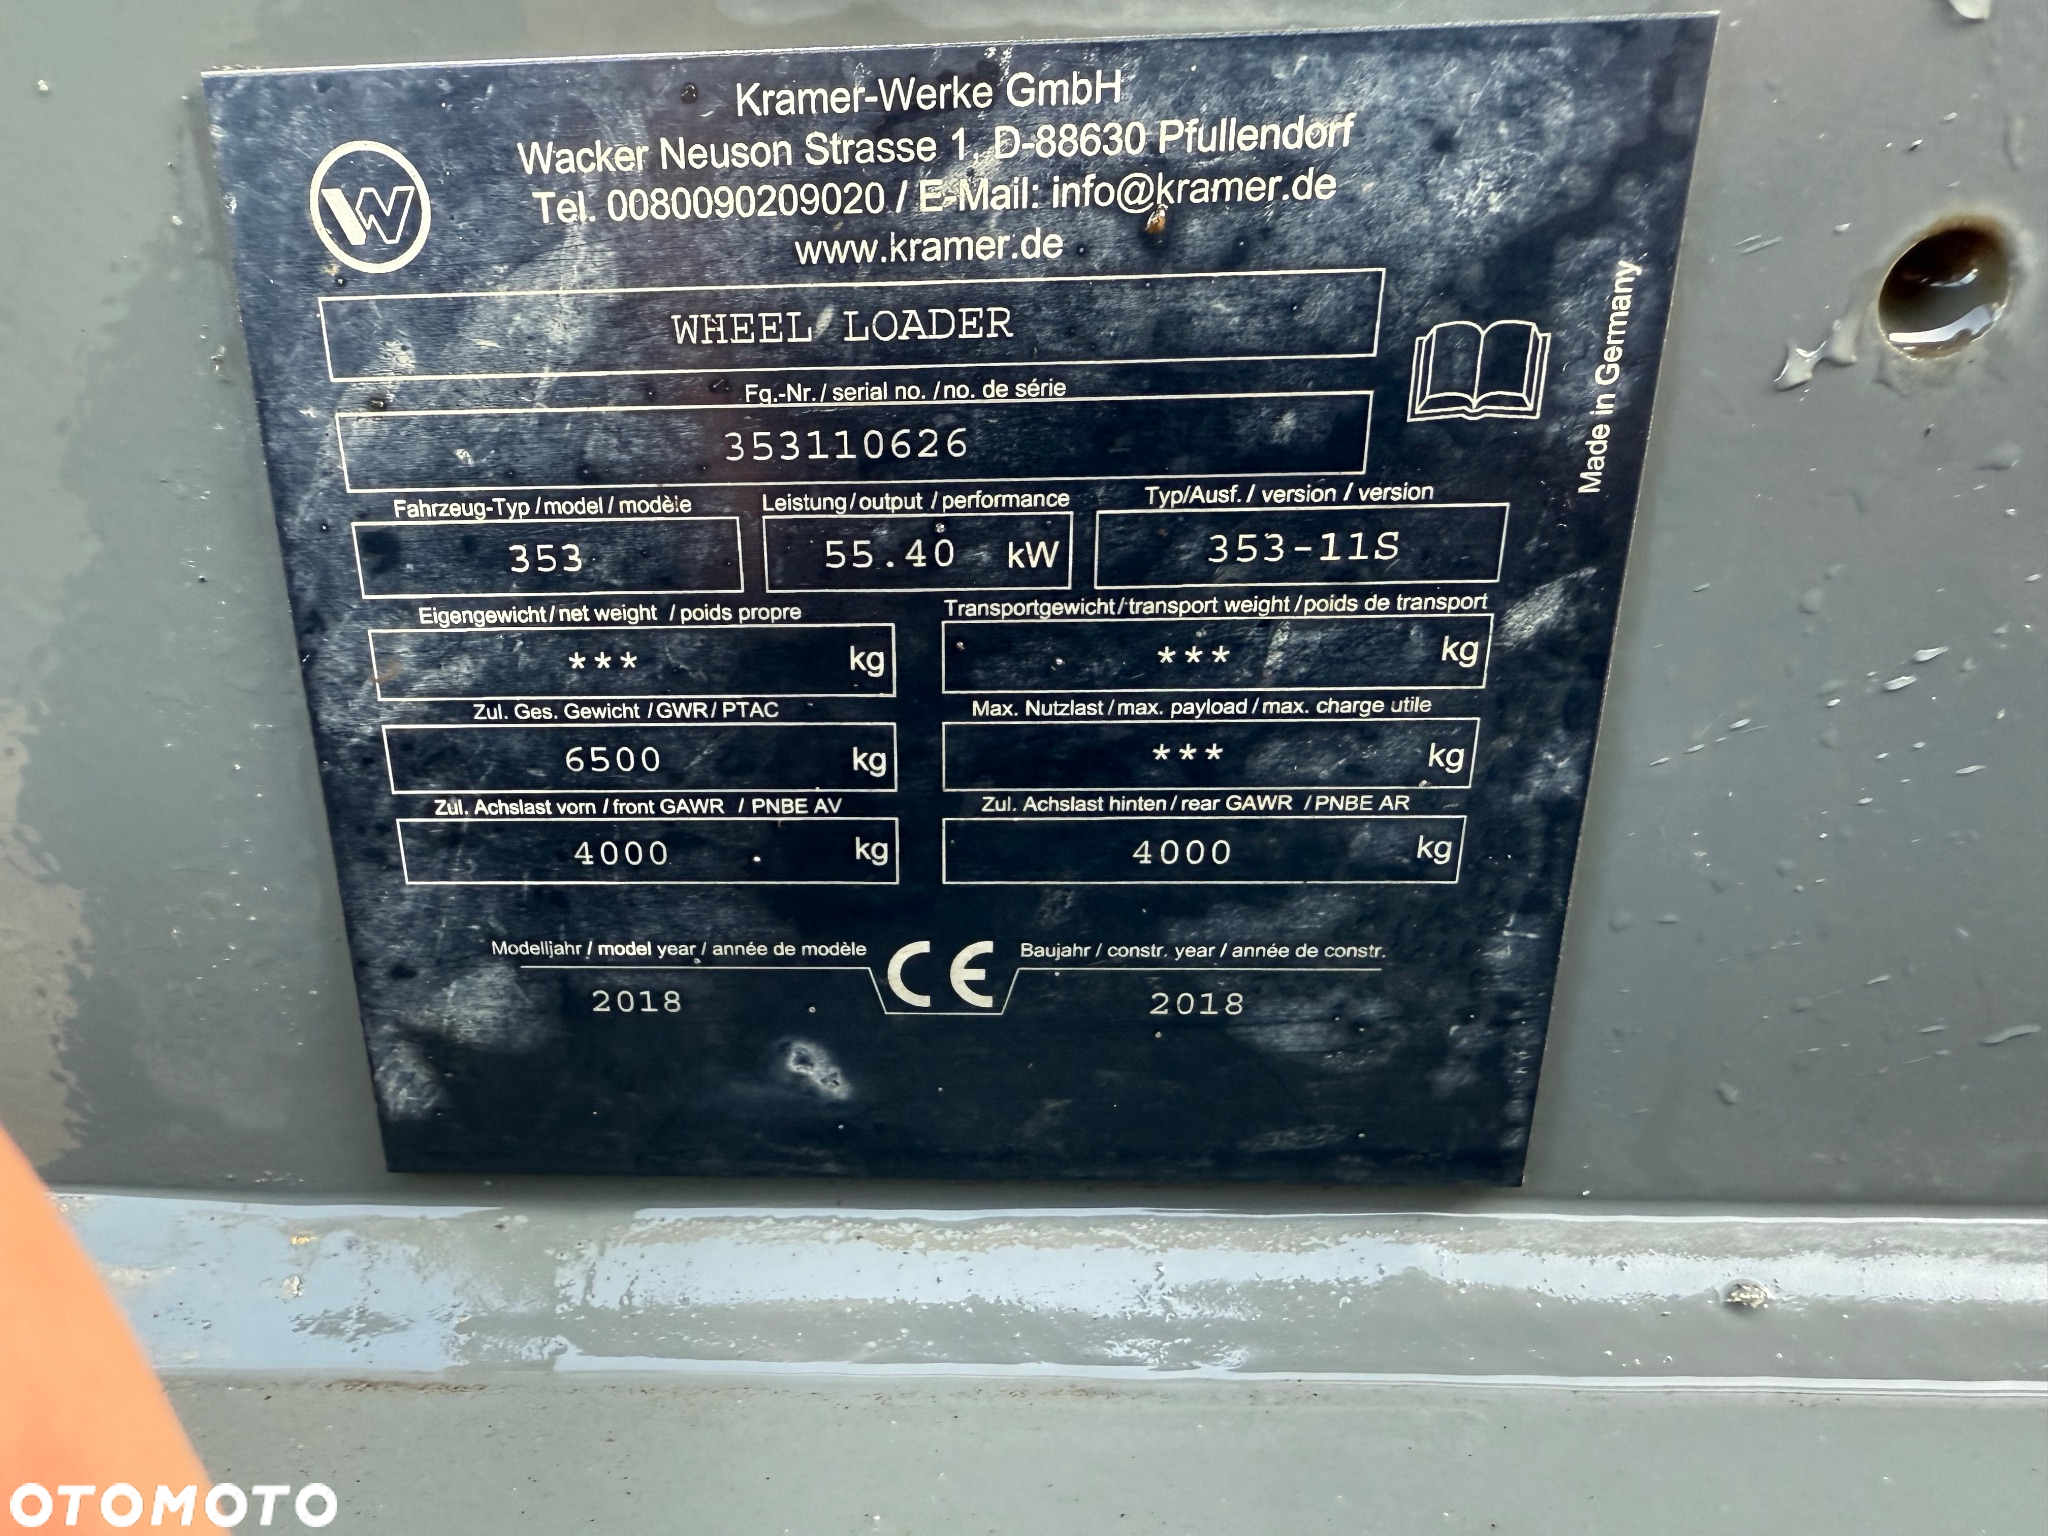 Kramer-Werke GmbH
Wacker Neuson Strasse 1, D-88630 Pfullendorf
Tel. 0080090209020 / E-Mail: info@kramer.de
www.kramer.de
W
WHEEL LOADER
Made in Germany
Fg.-Nr. / serial no. / no. de série
353110626
Fahrzeug-Typ / model / modèle
353
Leistung / output / performance
55.40 kW
Typ/Ausf. / version / version
353-11S
Eigengewicht / net weight / poids propre
*** kg
Transportgewicht / transport weight / poids de transport
*** kg
Zul. Ges. Gewicht / GWR / PTAC
6500 kg
Max. Nutzlast / max. payload / max. charge utile
*** kg
Zul. Achslast vorn / front GAWR / PNBE AV
4000 kg
Zul. Achslast hinten / rear GAWR / PNBE AR
4000 kg
Modelljahr / model year / année de modèle
2018
CE
Baujahr / constr. year / année de constr.
2018
OTOMOTO